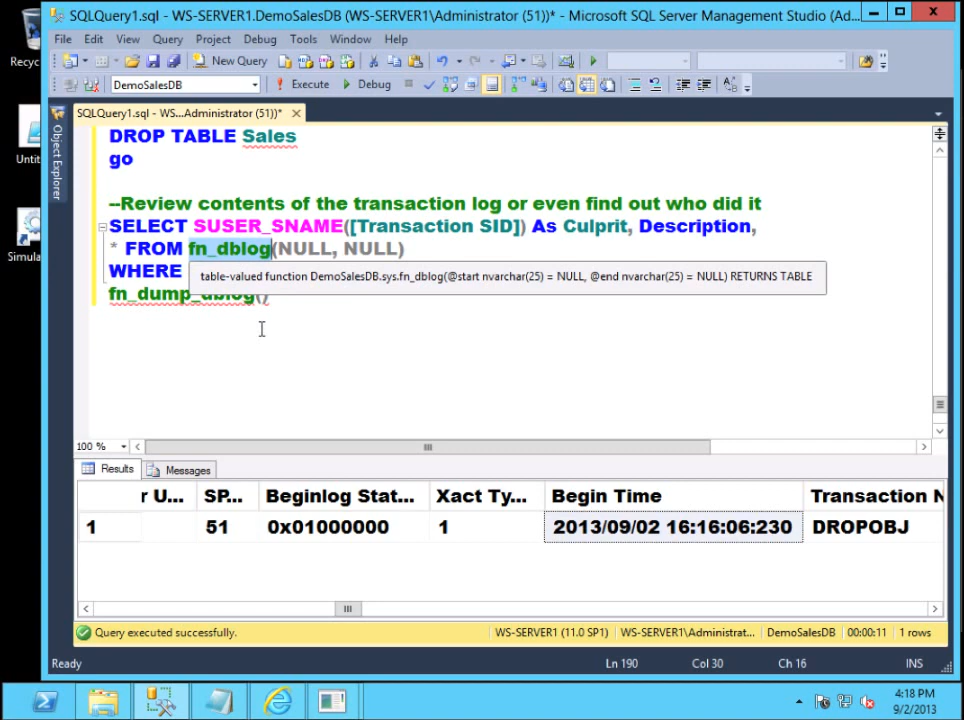 SQLQuery1.sql - WS-SERVER1.DemoSalesDB (WS-SERVER1\Administrator (51))* - Microsoft SQL Server Management Studio (Ad...
Recyc
File Edit View Query Project Debug Tools Window Help
New Query
DemoSalesDB
Execute Debug
SQLQuery1.sql - WS...Administrator (51))*
Object Explorer
Untit
Simula
DROP TABLE Sales
go
--Review contents of the transaction log or even find out who did it
SELECT SUSER_SNAME([Transaction SID]) As Culprit, Description,
* FROM fn_dblog(NULL, NULL)
WHERE
table-valued function DemoSalesDB.sys.fn_dblog(@start nvarchar(25) = NULL, @end nvarchar(25) = NULL) RETURNS TABLE
fn_dump_dblog()
100 %
Results Messages
r U... SP... Beginlog Stat... Xact Ty... Begin Time Transaction N
1 51 0x01000000 1 2013/09/02 16:16:06:230 DROPOBJ
Query executed successfully. WS-SERVER1 (11.0 SP1) WS-SERVER1\Administrat... DemoSalesDB 00:00:11 1 rows
Ready Ln 190 Col 30 Ch 16 INS
4:18 PM
9/2/2013